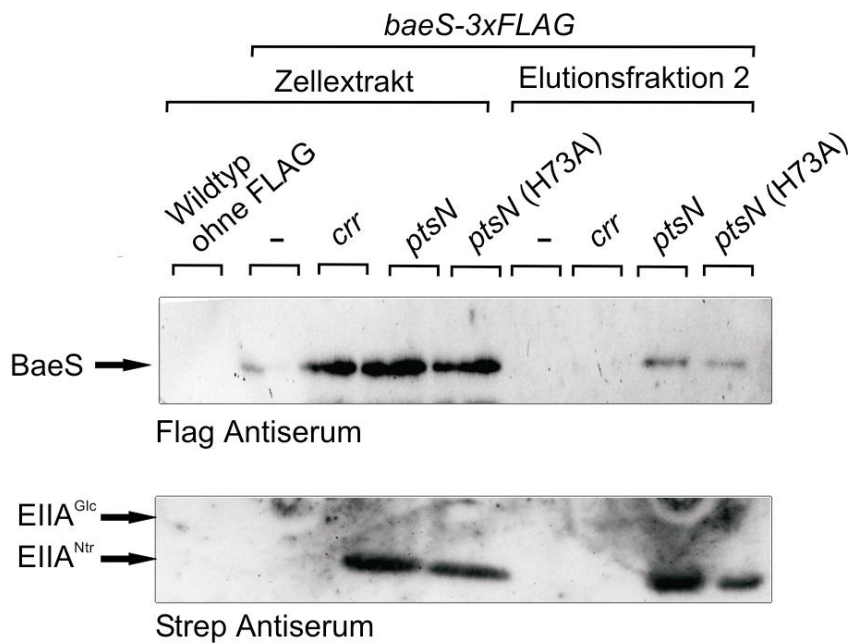 baeS-3xFLAG
Zellextrakt
Elutionsfraktion 2
Wildtyp
ohne FLAG
-
crr
ptsN
ptsN (H73A)
-
crr
ptsN
ptsN (H73A)
BaeS
Flag Antiserum
EIIA^Glc
EIIA^Ntr
Strep Antiserum